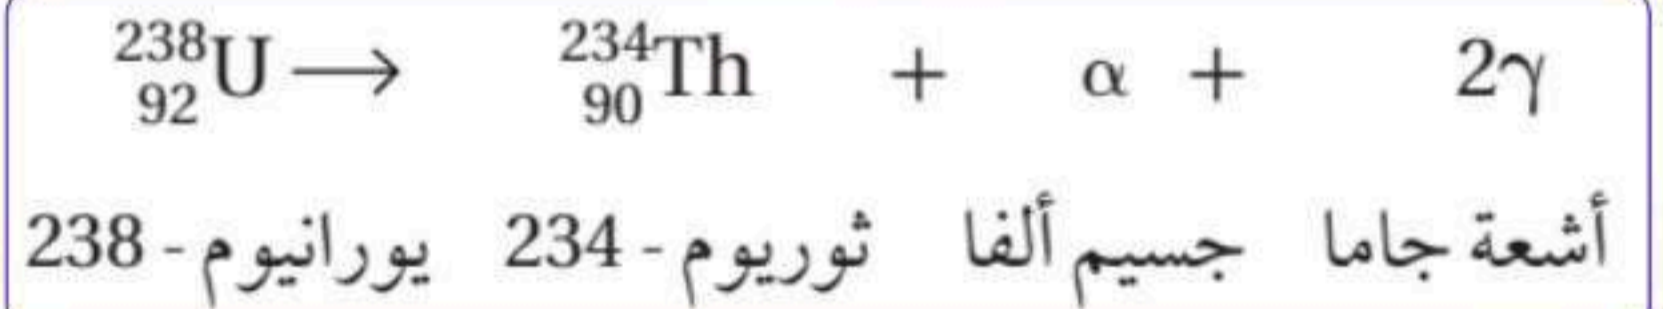 ²³⁸₉₂U ⟶ ²³⁴₉₀Th + α + 2γ
يورانيوم - 238 ثوريوم - 234 جسيم ألفا أشعة جاما